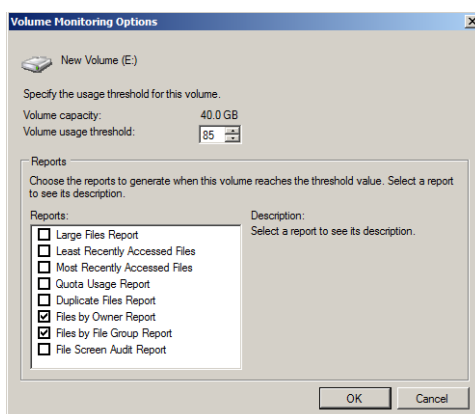 Volume Monitoring Options
New Volume (E:)
Specify the usage threshold for this volume.
Volume capacity: 40.0 GB
Volume usage threshold: 85
Reports
Choose the reports to generate when this volume reaches the threshold value. Select a report
to see its description.
Reports: Description:
Select a report to see its description.
Large Files Report
Least Recently Accessed Files
Most Recently Accessed Files
Quota Usage Report
Duplicate Files Report
Files by Owner Report
Files by File Group Report
File Screen Audit Report
OK Cancel